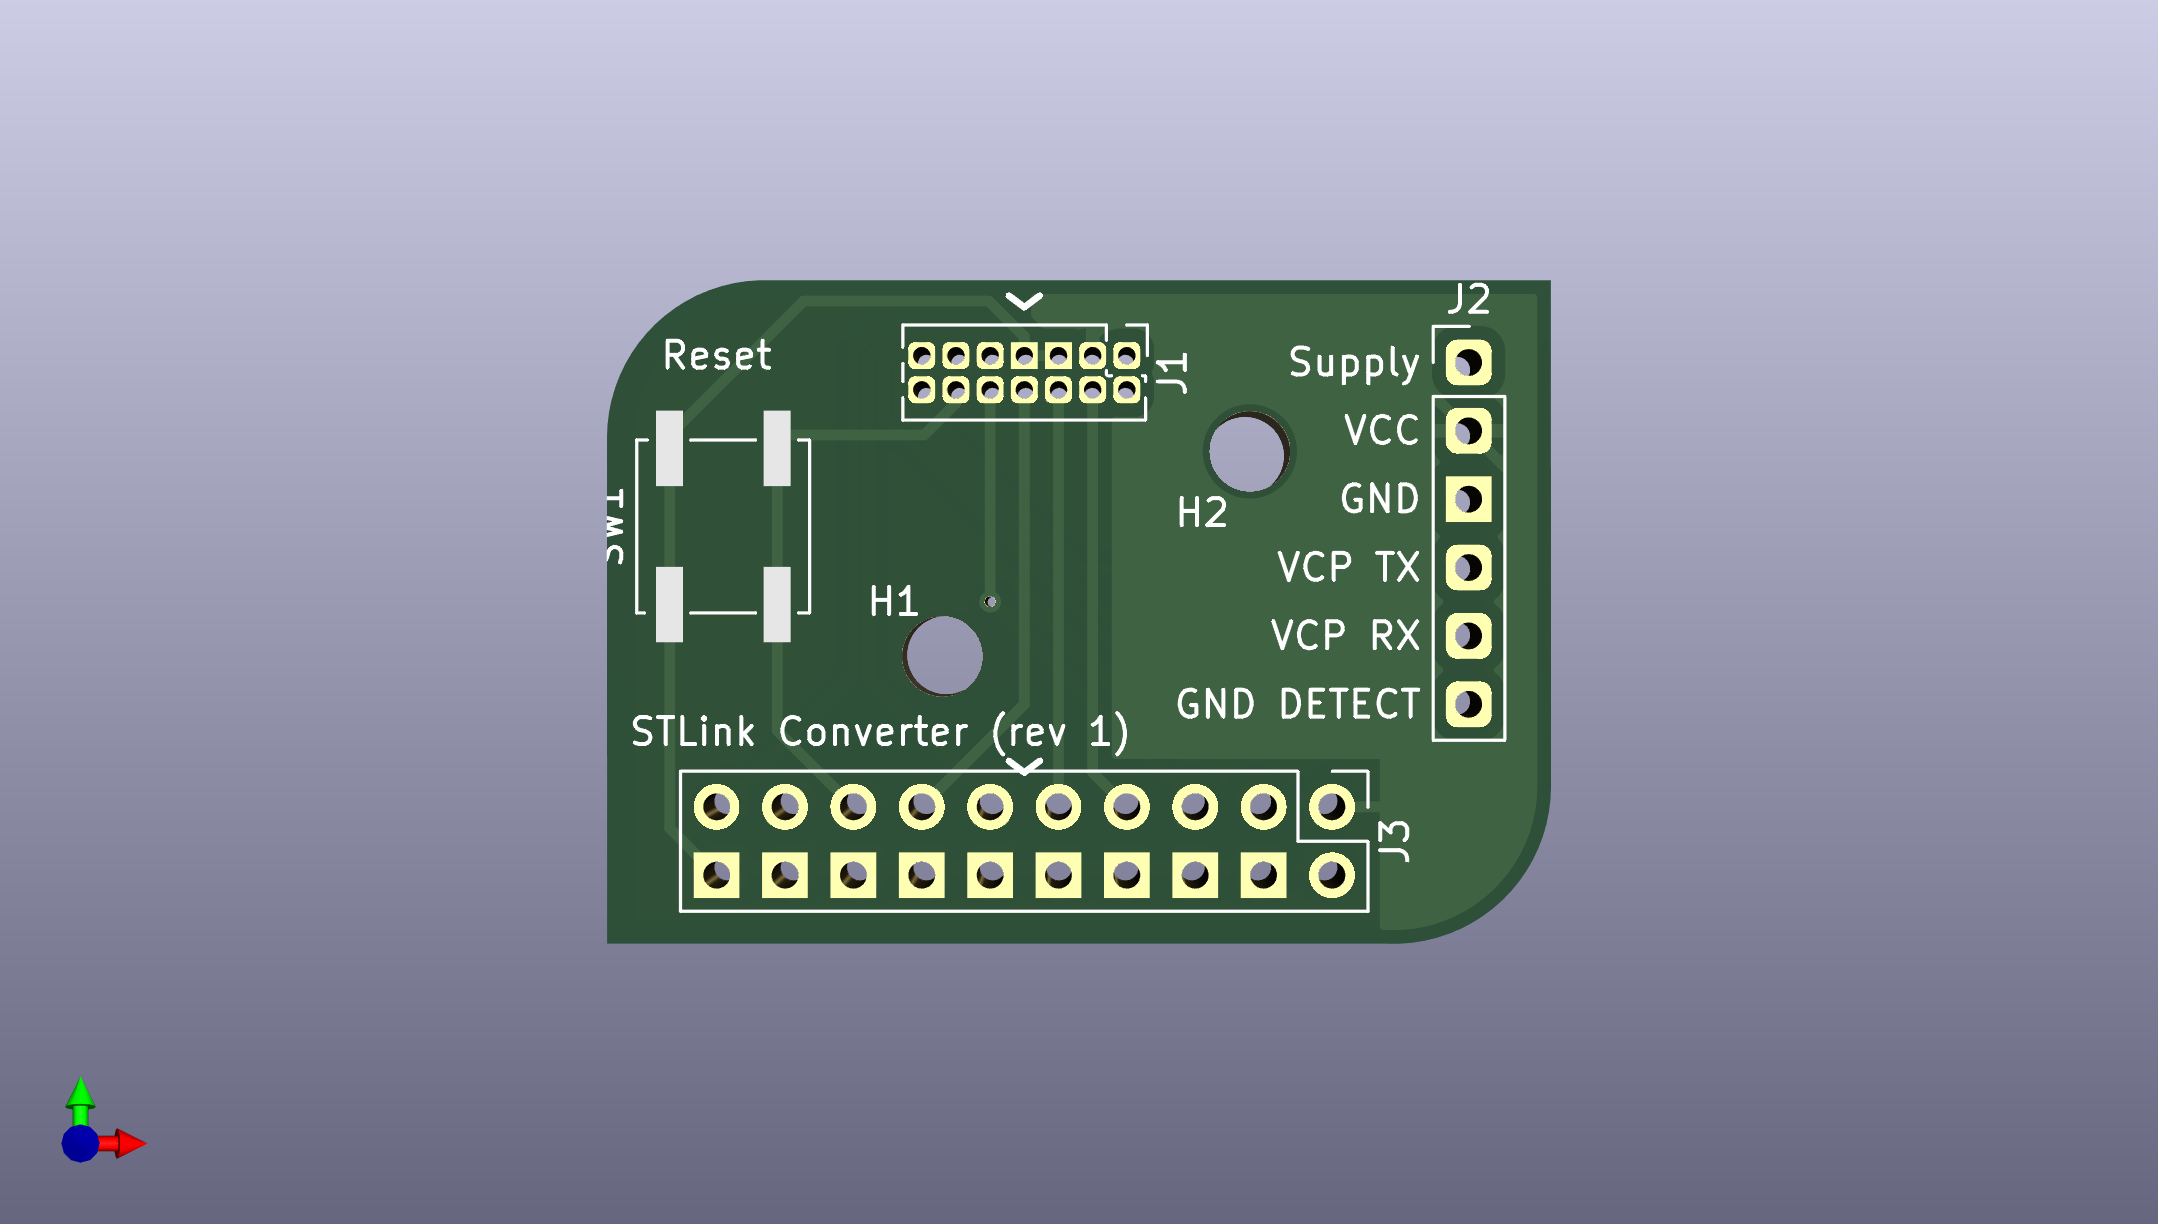 J2
Reset
J1
Supply
VCC
GND
H2
SW1
VCP TX
H1
VCP RX
GND DETECT
STLink Converter (rev 1)
J3